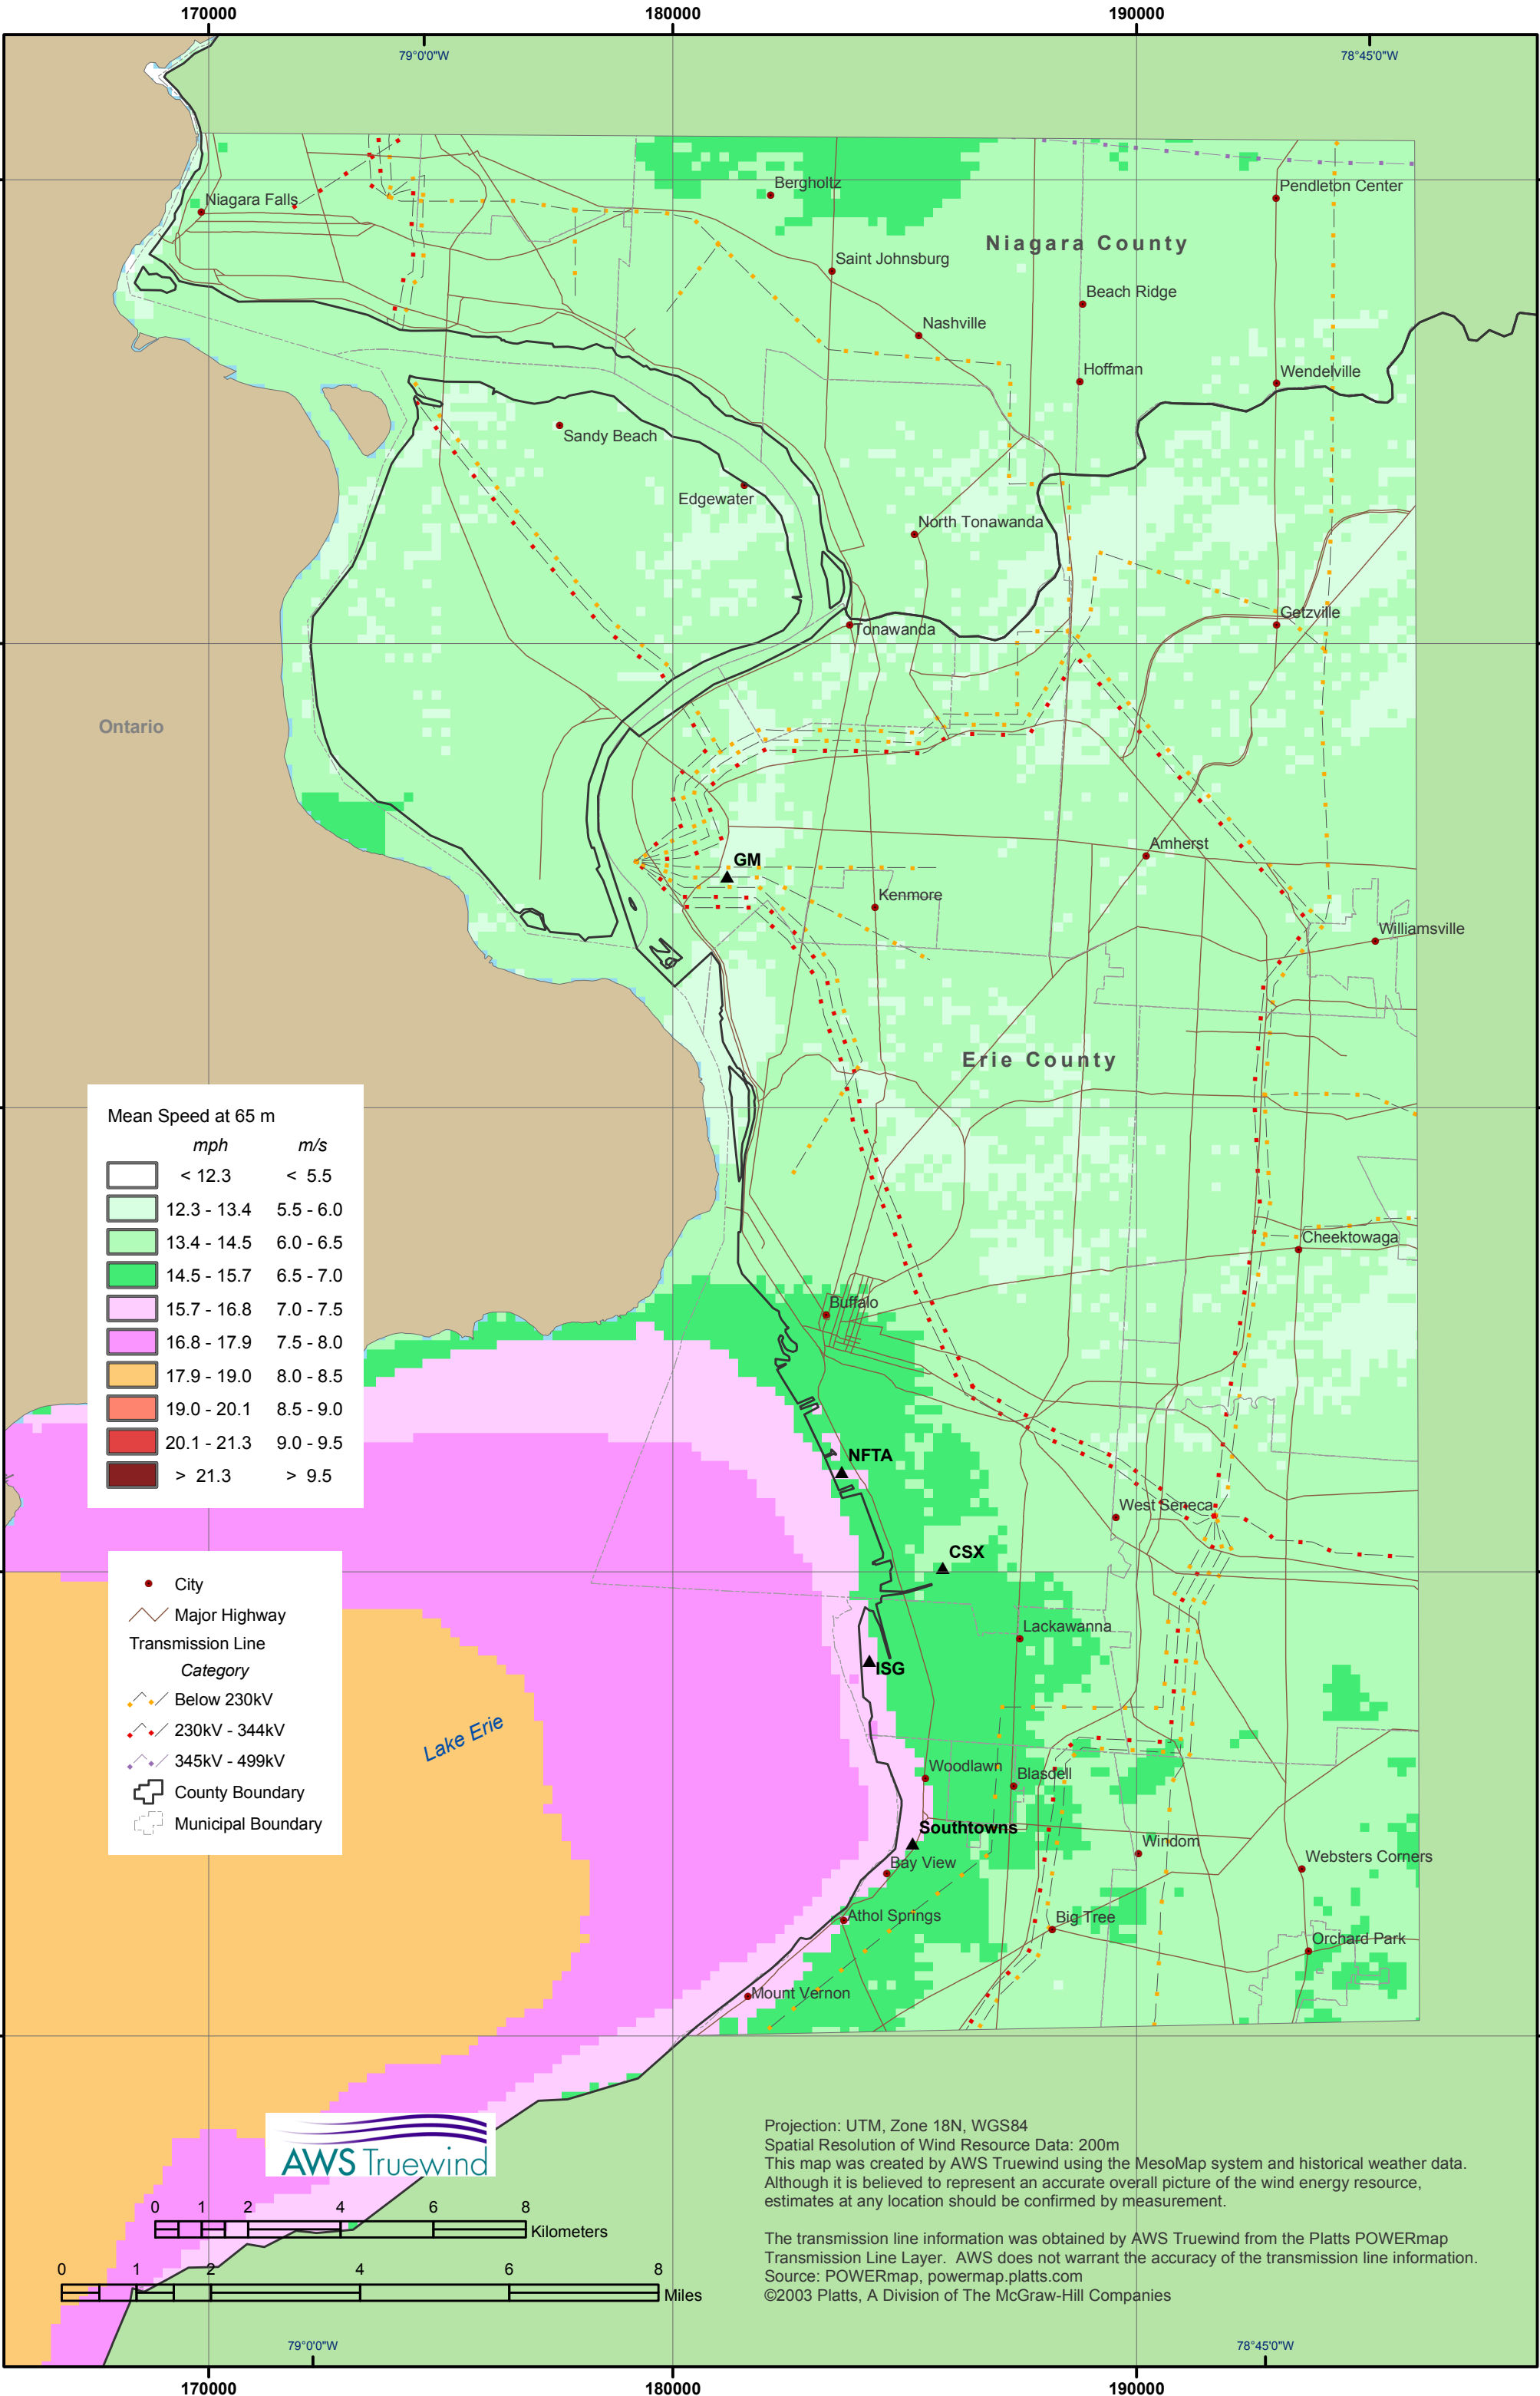 170000 180000 190000
79°0'0"W 78°45'0"W
Niagara Falls
Bergholtz
Pendleton Center
Niagara County
Saint Johnsburg
Beach Ridge
Nashville
Hoffman
Wendelville
Sandy Beach
Edgewater
North Tonawanda
Tonawanda
Getzville
Ontario
GM
Amherst
Kenmore
Williamsville
Erie County
Mean Speed at 65 m
mph m/s
< 12.3 < 5.5
12.3 - 13.4 5.5 - 6.0
13.4 - 14.5 6.0 - 6.5
14.5 - 15.7 6.5 - 7.0
15.7 - 16.8 7.0 - 7.5
16.8 - 17.9 7.5 - 8.0
17.9 - 19.0 8.0 - 8.5
19.0 - 20.1 8.5 - 9.0
20.1 - 21.3 9.0 - 9.5
> 21.3 > 9.5
Cheektowaga
Buffalo
NFTA
West Seneca
CSX
City
Major Highway
Transmission Line
Category
Below 230kV
230kV - 344kV
345kV - 499kV
County Boundary
Municipal Boundary
Lackawanna
ISG
Lake Erie
Woodlawn
Blasdell
Southtowns
Windom
Bay View
Websters Corners
Athol Springs
Big Tree
Orchard Park
Mount Vernon
AWS Truewind
0 1 2 4 6 8
Kilometers
0 1 2 4 6 8
Miles
Projection: UTM, Zone 18N, WGS84
Spatial Resolution of Wind Resource Data: 200m
This map was created by AWS Truewind using the MesoMap system and historical weather data.
Although it is believed to represent an accurate overall picture of the wind energy resource,
estimates at any location should be confirmed by measurement.
The transmission line information was obtained by AWS Truewind from the Platts POWERmap
Transmission Line Layer. AWS does not warrant the accuracy of the transmission line information.
Source: POWERmap, powermap.platts.com
©2003 Platts, A Division of The McGraw-Hill Companies
79°0'0"W 78°45'0"W
170000 180000 190000